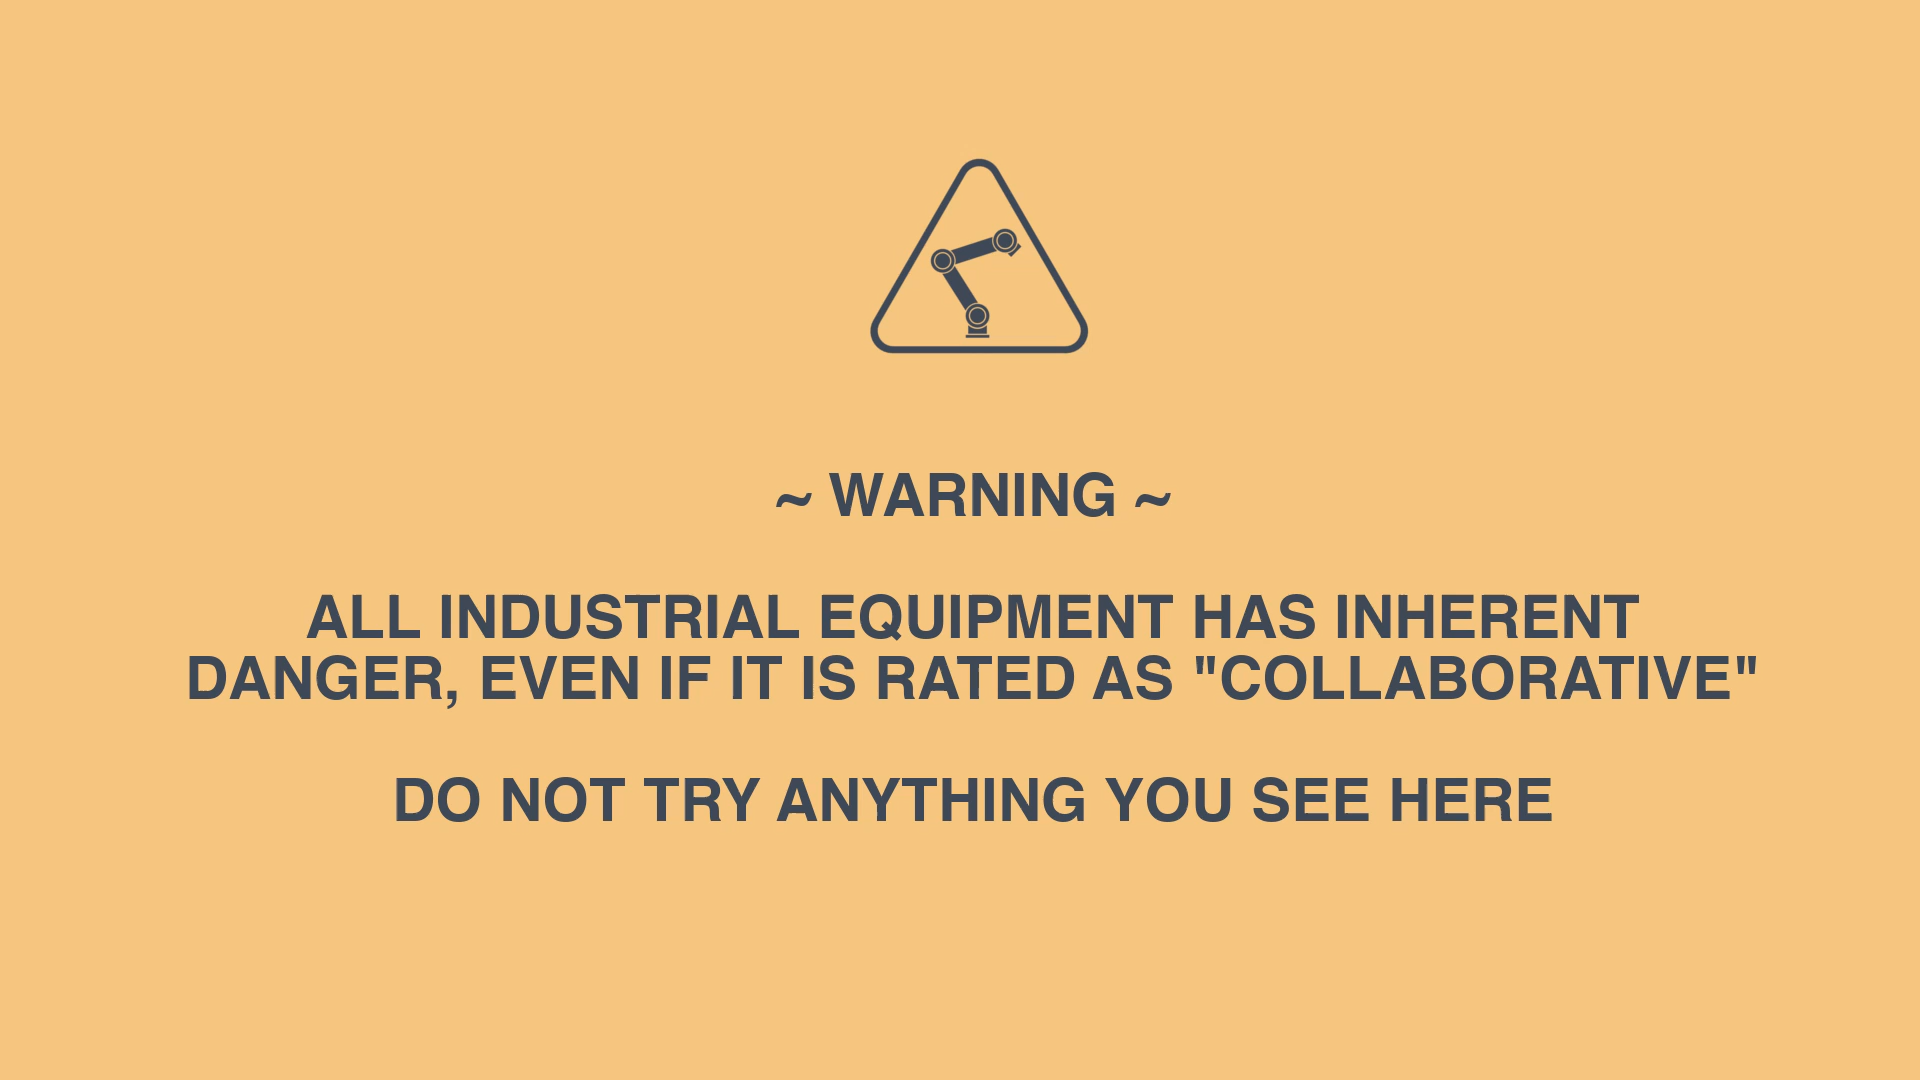 ~ WARNING ~
ALL INDUSTRIAL EQUIPMENT HAS INHERENT
DANGER, EVEN IF IT IS RATED AS "COLLABORATIVE"
DO NOT TRY ANYTHING YOU SEE HERE